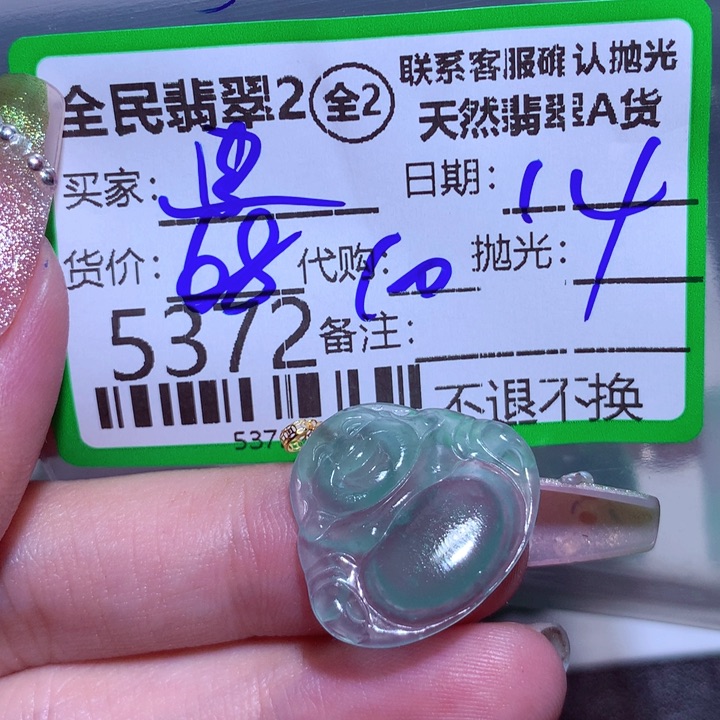 全民翡翠2 全2
联系客服确认抛光
天然翡翠A货
买家：
日期：14
货价：68 代购：10 抛光：
5372 备注：
不退不换
537